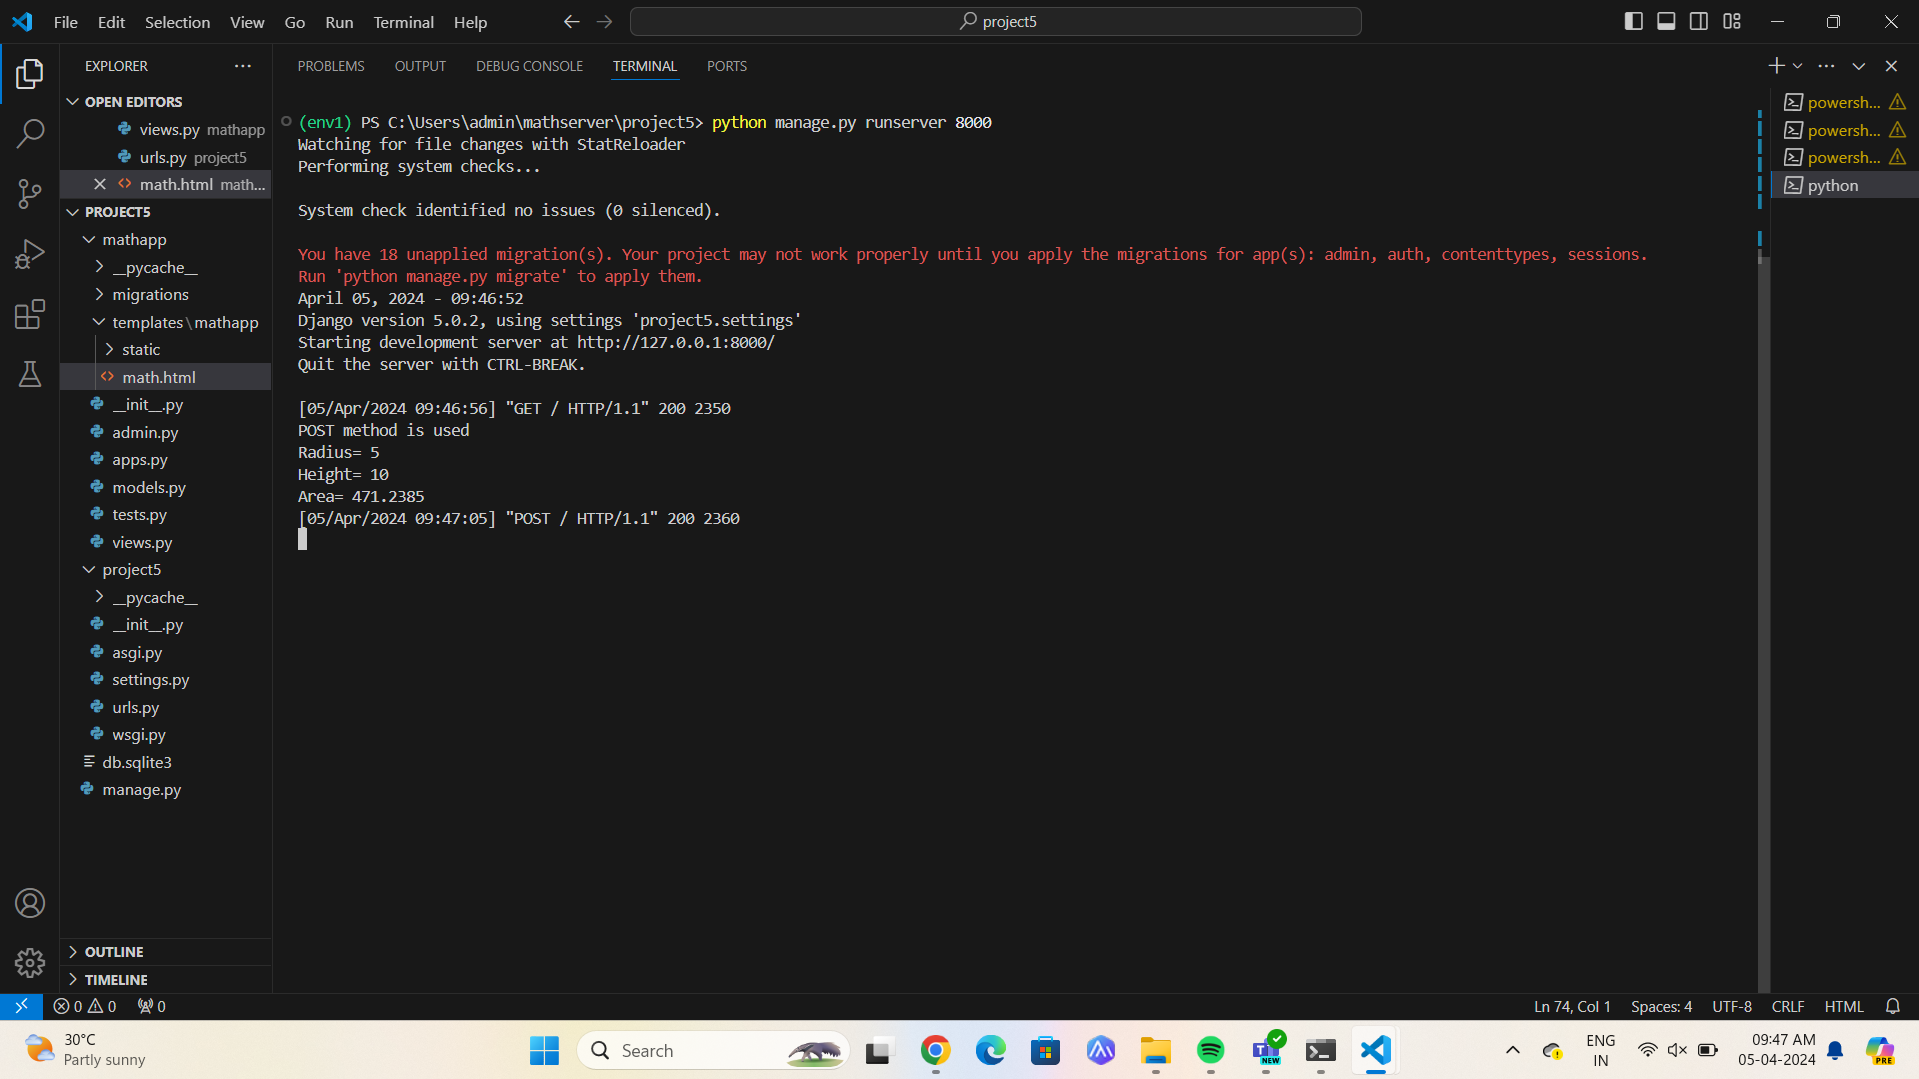 File Edit Selection View Go Run Terminal Help
project5
EXPLORER
OPEN EDITORS
views.py mathapp
urls.py project5
math.html math...
PROJECT5
mathapp
__pycache__
migrations
templates\mathapp
static
math.html
__init__.py
admin.py
apps.py
models.py
tests.py
views.py
project5
__pycache__
__init__.py
asgi.py
settings.py
urls.py
wsgi.py
db.sqlite3
manage.py
OUTLINE
TIMELINE
PROBLEMS OUTPUT DEBUG CONSOLE TERMINAL PORTS
(env1) PS C:\Users\admin\mathserver\project5> python manage.py runserver 8000
Watching for file changes with StatReloader
Performing system checks...
System check identified no issues (0 silenced).
You have 18 unapplied migration(s). Your project may not work properly until you apply the migrations for app(s): admin, auth, contenttypes, sessions.
Run 'python manage.py migrate' to apply them.
April 05, 2024 - 09:46:52
Django version 5.0.2, using settings 'project5.settings'
Starting development server at http://127.0.0.1:8000/
Quit the server with CTRL-BREAK.
[05/Apr/2024 09:46:56] "GET / HTTP/1.1" 200 2350
POST method is used
Radius= 5
Height= 10
Area= 471.2385
[05/Apr/2024 09:47:05] "POST / HTTP/1.1" 200 2360
powersh...
powersh...
powersh...
python
0 0 0
Ln 74, Col 1 Spaces: 4 UTF-8 CRLF HTML
30°C
Partly sunny
Search
NEW
ENG
IN
09:47 AM
05-04-2024
PRE